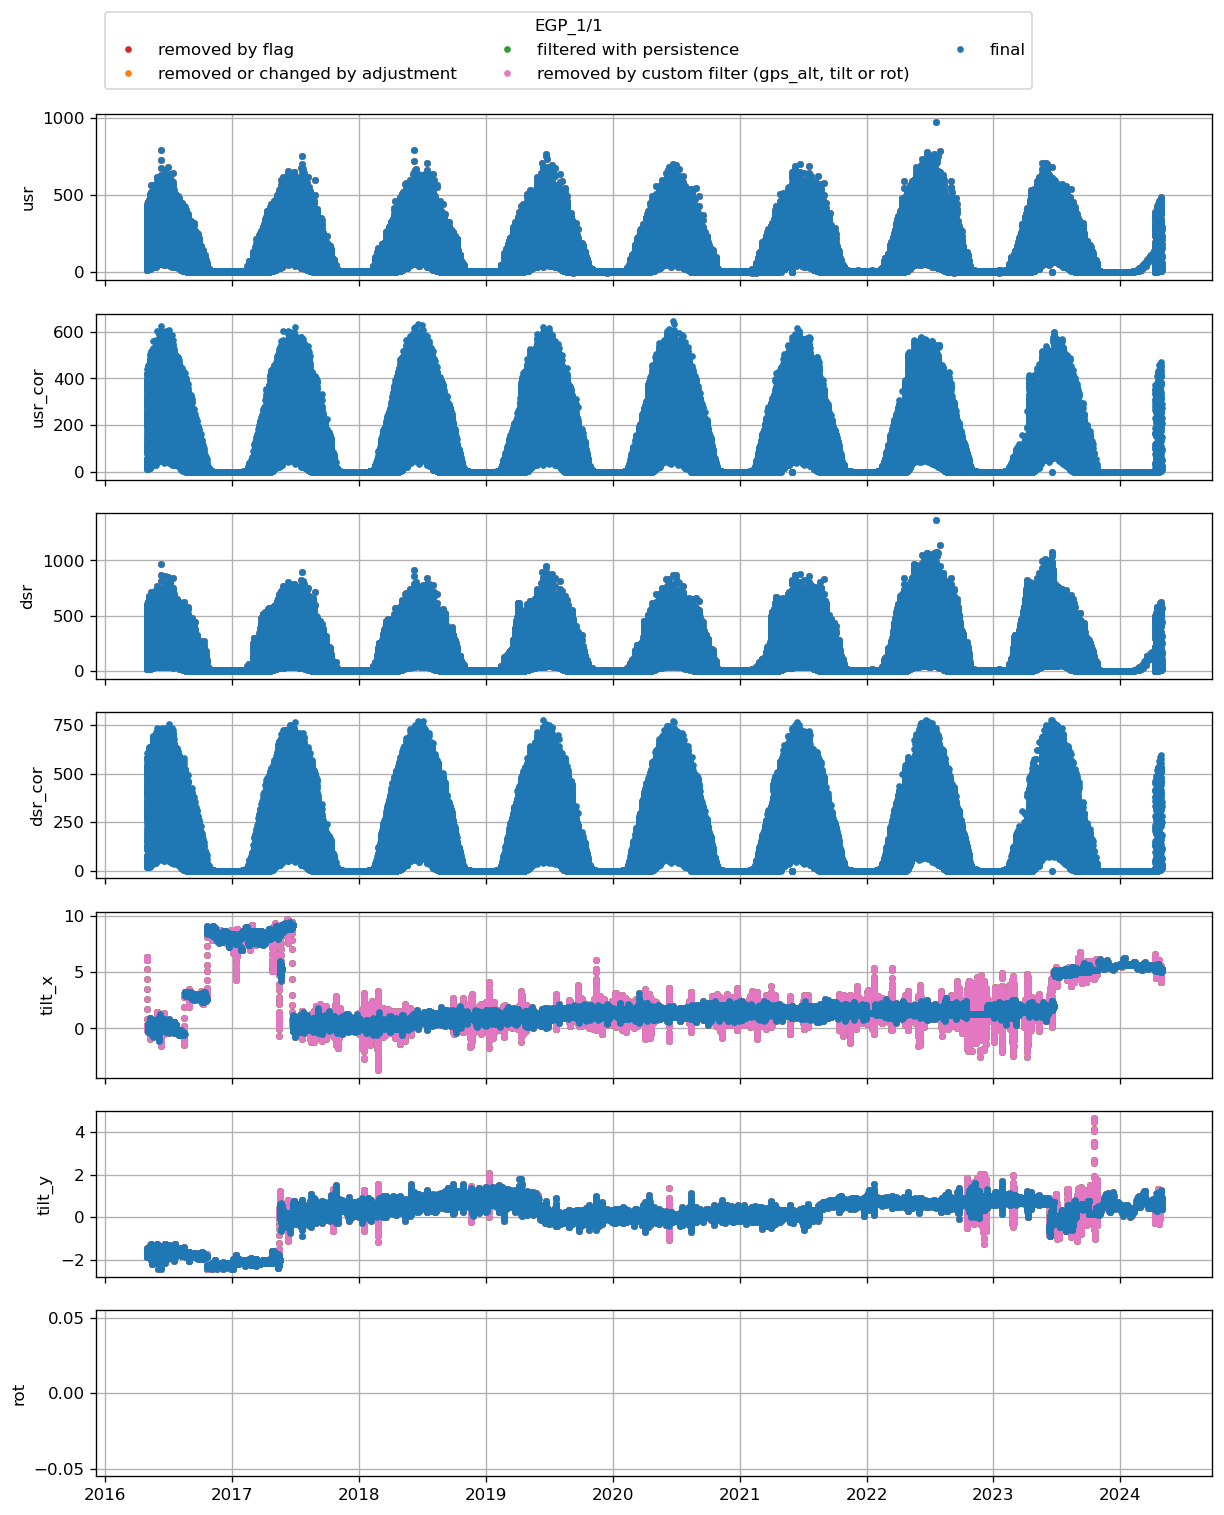 EGP_1/1
removed by flag
removed or changed by adjustment
filtered with persistence
removed by custom filter (gps_alt, tilt or rot)
final
usr
1000
500
0
usr_cor
600
400
200
0
dsr
1000
500
0
dsr_cor
750
500
250
0
tilt_x
10
5
0
tilt_y
4
2
0
−2
rot
0.05
0.00
−0.05
2016 2017 2018 2019 2020 2021 2022 2023 2024